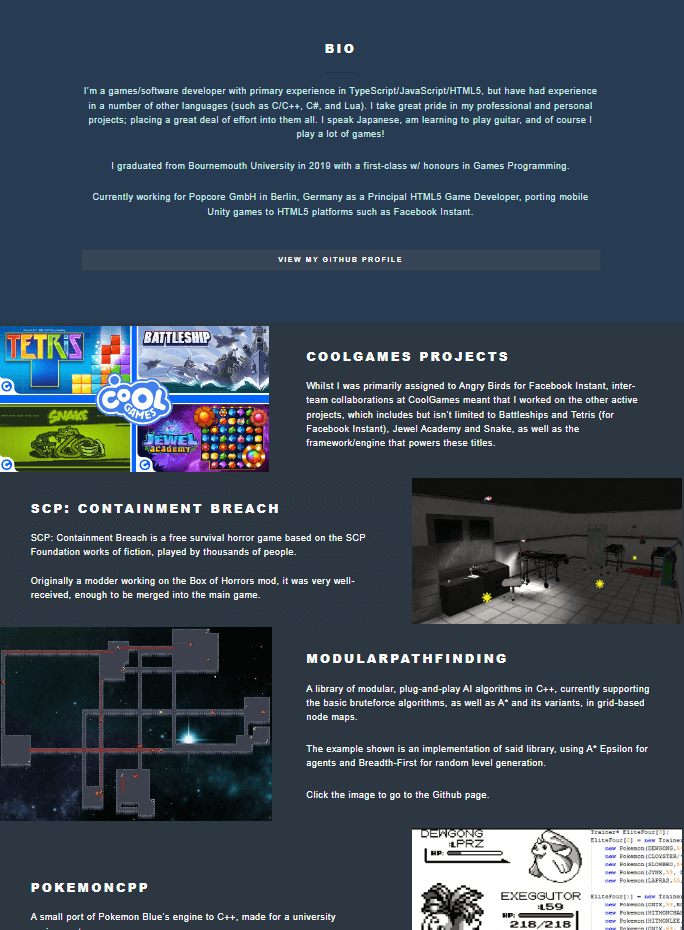 BIO
I'm a games/software developer with primary experience in TypeScript/JavaScript/HTML5, but have had experience
in a number of other languages (such as C/C++, C#, and Lua). I take great pride in my professional and personal
projects; placing a great deal of effort into them all. I speak Japanese, am learning to play guitar, and of course I
play a lot of games!
I graduated from Bournemouth University in 2019 with a first-class w/ honours in Games Programming.
Currently working for Popcore GmbH in Berlin, Germany as a Principal HTML5 Game Developer, porting mobile
Unity games to HTML5 platforms such as Facebook Instant.
VIEW MY GITHUB PROFILE
TETRIS
BATTLESHIP
COOL
GAMES
SNAKE
JEWEL
academy
COOLGAMES PROJECTS
Whilst I was primarily assigned to Angry Birds for Facebook Instant, inter-
team collaborations at CoolGames meant that I worked on the other active
projects, which includes but isn't limited to Battleships and Tetris (for
Facebook Instant), Jewel Academy and Snake, as well as the
framework/engine that powers these titles.
SCP: CONTAINMENT BREACH
SCP: Containment Breach is a free survival horror game based on the SCP
Foundation works of fiction, played by thousands of people.
Originally a modder working on the Box of Horrors mod, it was very well-
received, enough to be merged into the main game.
MODULARPATHFINDING
A library of modular, plug-and-play AI algorithms in C++, currently supporting
the basic bruteforce algorithms, as well as A* and its variants, in grid-based
node maps.
The example shown is an implementation of said library, using A* Epsilon for
agents and Breadth-First for random level generation.
Click the image to go to the Github page.
POKEMONCPP
A small port of Pokemon Blue's engine to C++, made for a university
DEWGONG
:LPRZ
HP:
EXEGGUTOR
:L59
HP:
218/218
Trainer* EliteFour[0];
EliteFour[0] = new Trainer
new Pokemon(DEWGONG,
new Pokemon(CLOYSTER/
new Pokemon(SLOWBRO,5
new Pokemon(JYNX,53,
new Pokemon(LAPRAS,55,
EliteFour[1] = new Trainer
new Pokemon(ONIX,53,
new Pokemon(HITMONCHA
new Pokemon(HITMONLEE,